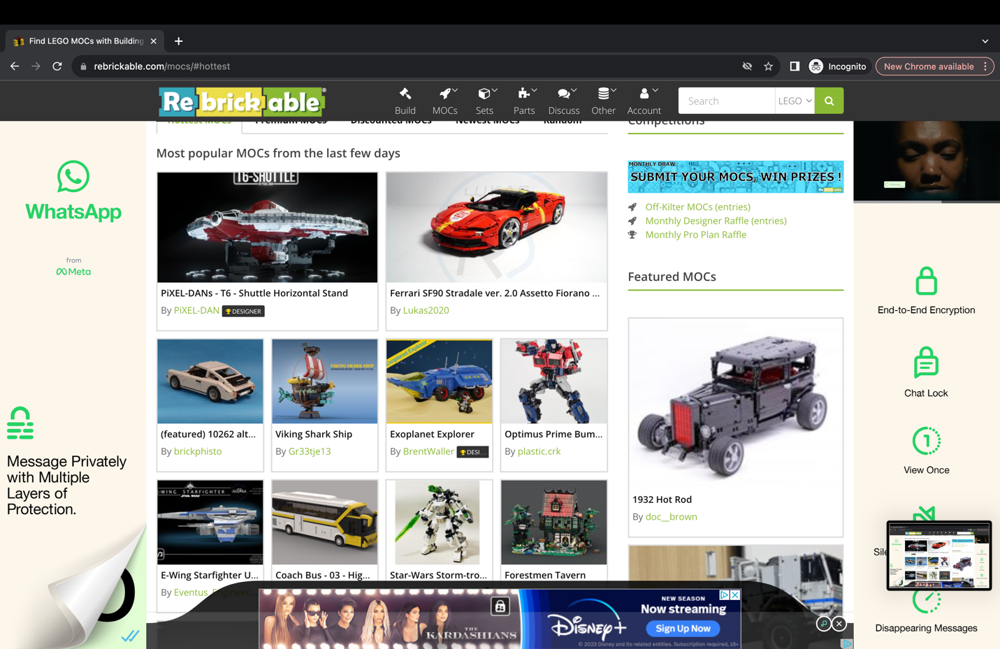 Find LEGO MOCs with Building
rebrickable.com/mocs/#hottest
Incognito
New Chrome available
Rebrickable®
Build
MOCs
Sets
Parts
Discuss
Other
Account
Search
LEGO
Hottest MOCs
Premium MOCs
Discounted MOCs
Newest MOCs
Random
Most popular MOCs from the last few days
T6-SHUTTLE
PiXEL-DANs - T6 - Shuttle Horizontal Stand
By PiXEL-DAN DESIGNER
LUKAS2020
Ferrari SF90 Stradale ver. 2.0 Assetto Fiorano ...
By Lukas2020
(featured) 10262 alt...
By brickphisto
VIKING SHARK SHIP
Viking Shark Ship
By Gr33tje13
Exoplanet Explorer
Exoplanet Explorer
By BrentWaller DESI...
Optimus Prime Bum...
By plastic.crk
E-WING STARFIGHTER
STAR WARS
E-Wing Starfighter U...
By Eventus_Engineer...
Coach Bus - 03 - Hig...
Star-Wars Storm-tro...
Forestmen Tavern
Competitions
MONTHLY DRAW:
SUBMIT YOUR MOCS, WIN PRIZES !
Rebrickable
Off-Kilter MOCs (entries)
Monthly Designer Raffle (entries)
Monthly Pro Plan Raffle
Featured MOCs
1932 Hot Rod
By doc__brown
WhatsApp
from
Meta
Message Privately
with Multiple
Layers of
Protection.
End-to-End Encryption
Chat Lock
1
View Once
Sile
Disappearing Messages
THE
KARDASHIANS
Disney+
NEW SEASON
Now streaming
Sign Up Now
© 2023 Disney and its related entities. Subscription required, 18+